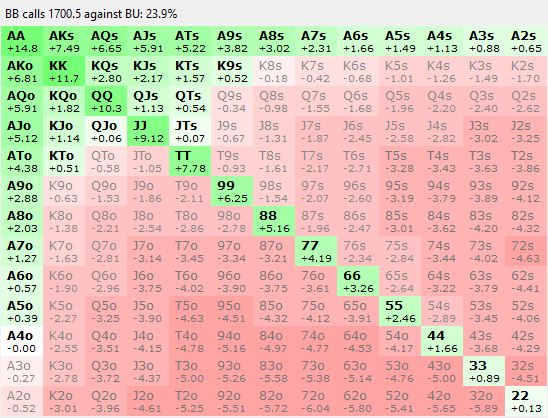 BB calls 1700.5 against BU: 23.9%
AA AKs AQs AJs ATs A9s A8s A7s A6s A5s A4s A3s A2s
+14.8 +7.49 +6.65 +5.91 +5.22 +3.82 +3.02 +2.31 +1.66 +1.49 +1.13 +0.88 +0.65
AKo KK KQs KJs KTs K9s K8s K7s K6s K5s K4s K3s K2s
+6.81 +11.7 +2.80 +2.17 +1.57 +0.52 -0.18 -0.42 -0.68 -1.01 -1.26 -1.49 -1.70
AQo KQo QQ QJs QTs Q9s Q8s Q7s Q6s Q5s Q4s Q3s Q2s
+5.91 +1.82 +10.3 +1.13 +0.54 -0.34 -0.98 -1.55 -1.68 -1.96 -2.20 -2.40 -2.62
AJo KJo QJo JJ JTs J9s J8s J7s J6s J5s J4s J3s J2s
+5.12 +1.14 +0.06 +9.12 +0.07 -0.67 -1.31 -1.87 -2.45 -2.58 -2.82 -3.02 -3.25
ATo KTo QTo JTo TT T9s T8s T7s T6s T5s T4s T3s T2s
+4.38 +0.51 -0.58 -1.05 +7.78 -0.93 -1.61 -2.17 -2.71 -3.28 -3.43 -3.63 -3.86
A9o K9o Q9o J9o T9o 99 98s 97s 96s 95s 94s 93s 92s
+2.88 -0.63 -1.53 -1.86 -2.11 +6.25 -1.54 -2.07 -2.60 -3.19 -3.79 -3.89 -4.12
A8o K8o Q8o J8o T8o 98o 88 87s 86s 85s 84s 83s 82s
+2.03 -1.38 -2.21 -2.54 -2.86 -2.78 +5.16 -1.96 -2.47 -3.01 -3.62 -4.20 -4.32
A7o K7o Q7o J7o T7o 97o 87o 77 76s 75s 74s 73s 72s
+1.27 -1.63 -2.81 -3.14 -3.45 -3.34 -3.21 +4.19 -2.34 -2.84 -3.44 -4.02 -4.63
A6o K6o Q6o J6o T6o 96o 86o 76o 66 65s 64s 63s 62s
+0.57 -1.90 -2.96 -3.75 -4.02 -3.90 -3.75 -3.61 +3.26 -2.64 -3.22 -3.79 -4.41
A5o K5o Q5o J5o T5o 95o 85o 75o 65o 55 54s 53s 52s
+0.39 -2.27 -3.25 -3.90 -4.63 -4.51 -4.32 -4.12 -3.91 +2.46 -2.89 -3.45 -4.06
A4o K4o Q4o J4o T4o 94o 84o 74o 64o 54o 44 43s 42s
-0.00 -2.55 -3.51 -4.15 -4.78 -5.16 -4.97 -4.77 -4.53 -4.17 +1.66 -3.68 -4.29
A3o K3o Q3o J3o T3o 93o 83o 73o 63o 53o 43o 33 32s
-0.27 -2.78 -3.72 -4.37 -5.00 -5.26 -5.58 -5.38 -5.14 -4.76 -5.00 +0.89 -4.51
A2o K2o Q2o J2o T2o 92o 82o 72o 62o 52o 42o 32o 22
-0.52 -3.01 -3.96 -4.61 -5.25 -5.51 -5.72 -6.04 -5.80 -5.41 -5.65 -5.89 +0.13